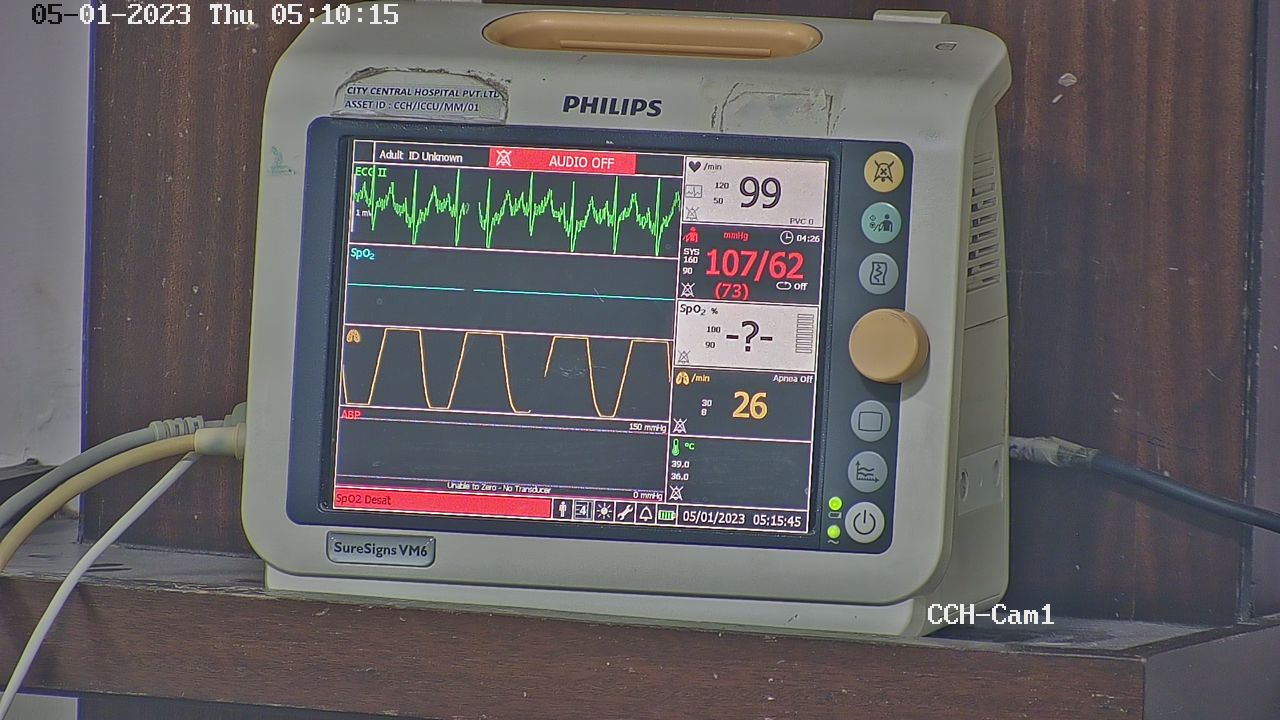 05-01-2023 Thu 05:10:15
CITY CENTRAL HOSPITAL PVT.LTD
ASSET ID : CCH/ICCU/MM/01
PHILIPS
Adult ID Unknown
AUDIO OFF
ECG II
1 mV
/min
120
50
99
PVC 0
mmHg
04:26
SYS
160
90
107/62
(73)
Off
SpO2
SpO2 %
100
90
-?-
/min
Apnea Off
30
8
26
ABP
150 mmHg
°C
39.0
36.0
Unable to Zero - No Transducer
0 mmHg
SpO2 Desat
05/01/2023 05:15:45
SureSigns VM6
CCH-Cam1